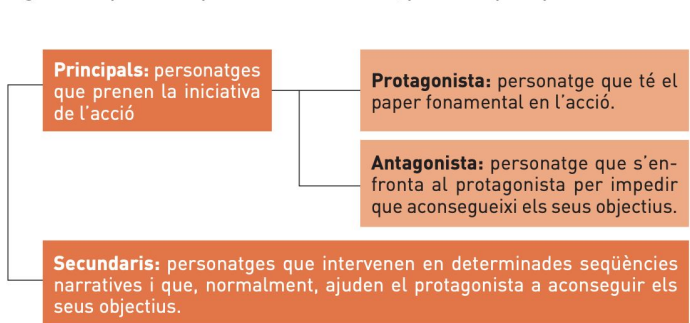 Principals: personatges
que prenen la iniciativa
de l'acció
Protagonista: personatge que té el
paper fonamental en l'acció.
Antagonista: personatge que s'en-
fronta al protagonista per impedir
que aconsegueixi els seus objectius.
Secundaris: personatges que intervenen en determinades seqüències
narratives i que, normalment, ajuden el protagonista a aconseguir els
seus objectius.